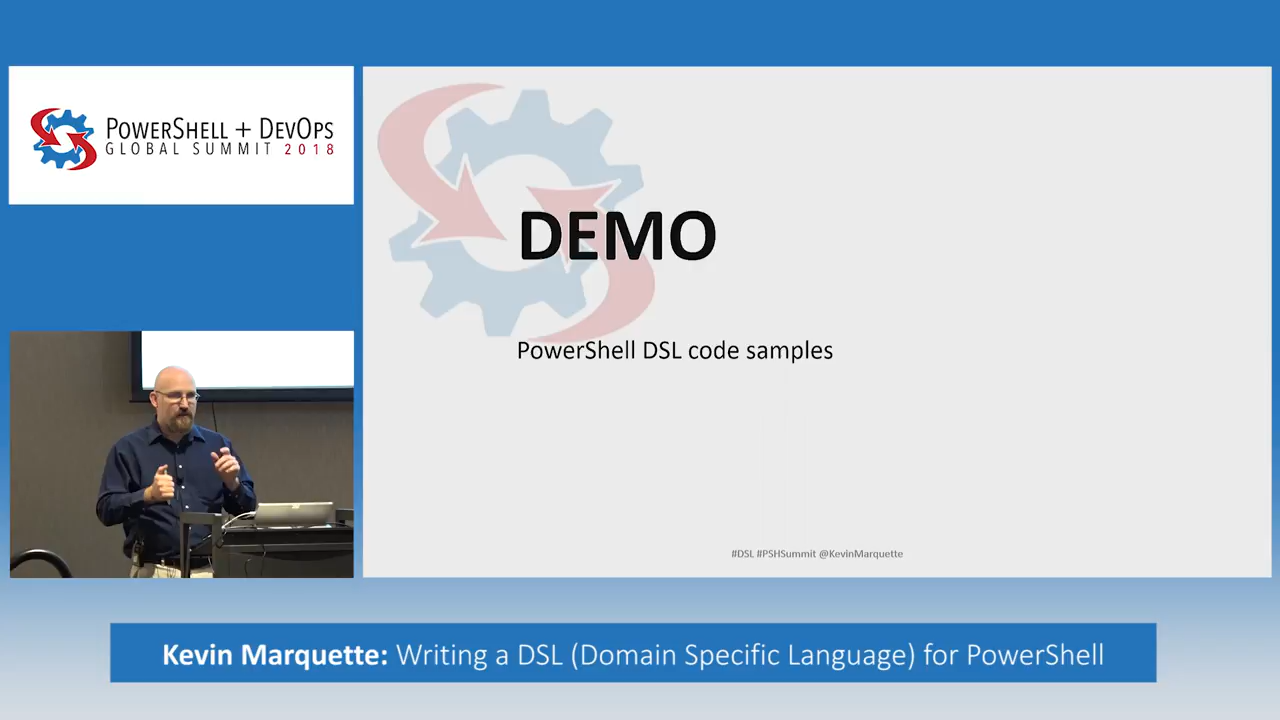 POWERSHELL + DEVOPS
GLOBAL SUMMIT 2018
DEMO
PowerShell DSL code samples
#DSL #PSHSummit @KevinMarquette
Kevin Marquette: Writing a DSL (Domain Specific Language) for PowerShell